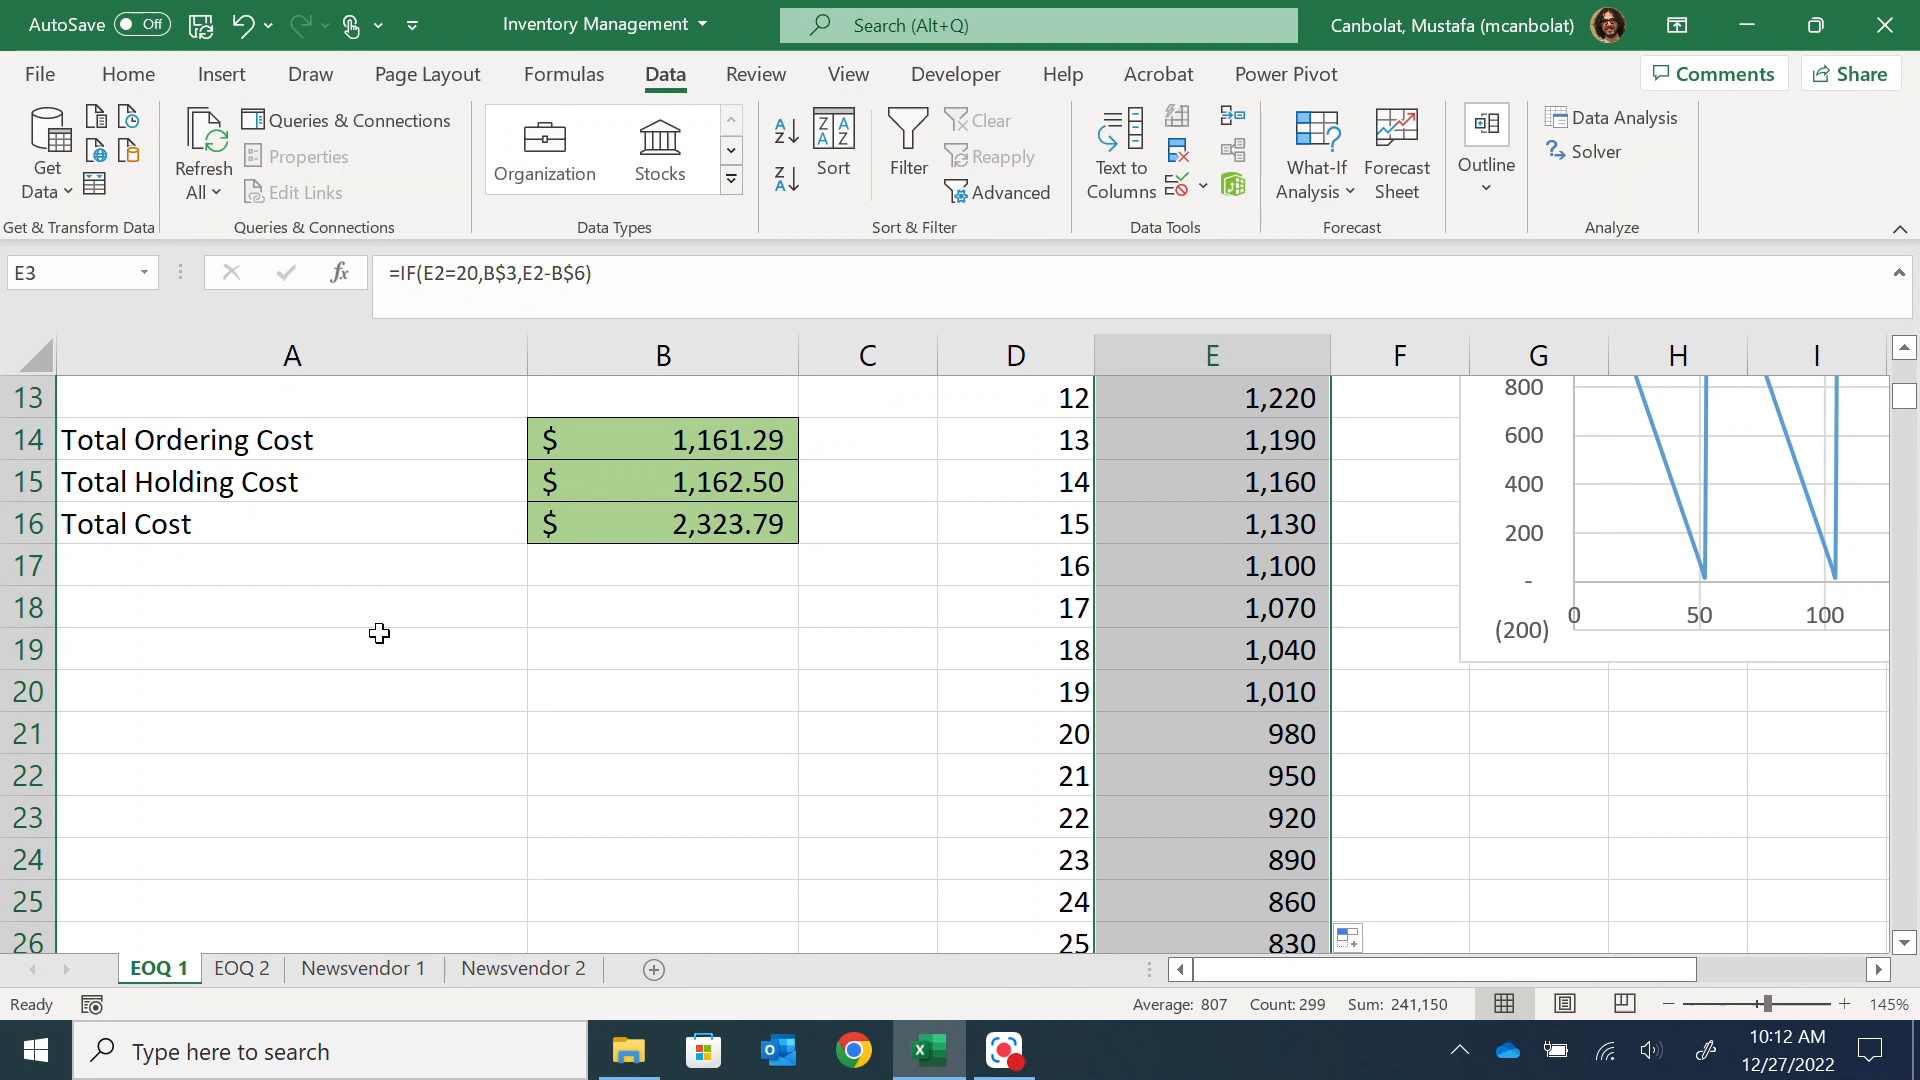 AutoSave Off Inventory Management Search (Alt+Q) Canbolat, Mustafa (mcanbolat)
File Home Insert Draw Page Layout Formulas Data Review View Developer Help Acrobat Power Pivot Comments Share
Get Data
Refresh All
Queries & Connections
Properties
Edit Links
Organization Stocks
Sort
Filter
Clear
Reapply
Advanced
Text to Columns
What-If Analysis
Forecast Sheet
Outline
Data Analysis
Solver
Get & Transform Data Queries & Connections Data Types Sort & Filter Data Tools Forecast Analyze
E3 fx =IF(E2=20,B$3,E2-B$6)
A B C D E F G H I
13 12 1,220
14 Total Ordering Cost $ 1,161.29 13 1,190
15 Total Holding Cost $ 1,162.50 14 1,160
16 Total Cost $ 2,323.79 15 1,130
17 16 1,100
18 17 1,070
19 18 1,040
20 19 1,010
21 20 980
22 21 950
23 22 920
24 23 890
25 24 860
26 25 830
800
600
400
200
-
(200)
0 50 100
EOQ 1 EOQ 2 Newsvendor 1 Newsvendor 2
Ready Average: 807 Count: 299 Sum: 241,150 145%
Type here to search
10:12 AM
12/27/2022